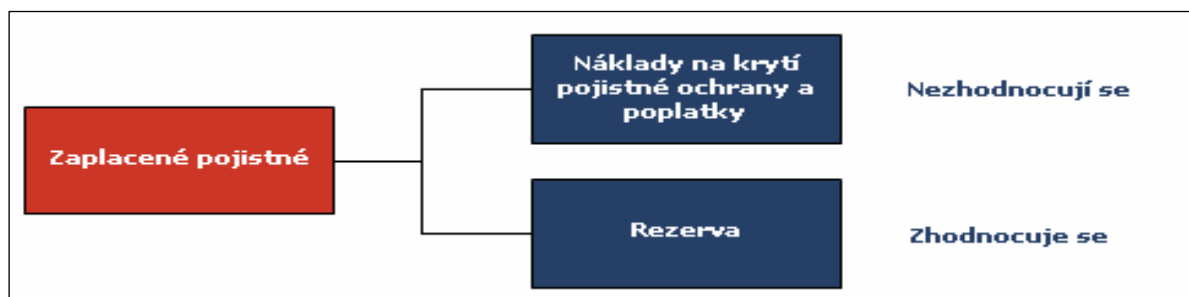 Náklady na krytí
pojistné ochrany a
poplatky
Nezhodnocují se
Zaplacené pojistné
Rezerva
Zhodnocuje se